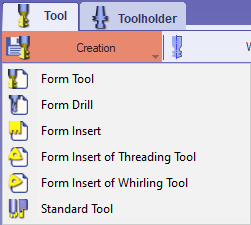 Tool Toolholder
Creation
Form Tool
Form Drill
Form Insert
Form Insert of Threading Tool
Form Insert of Whirling Tool
Standard Tool